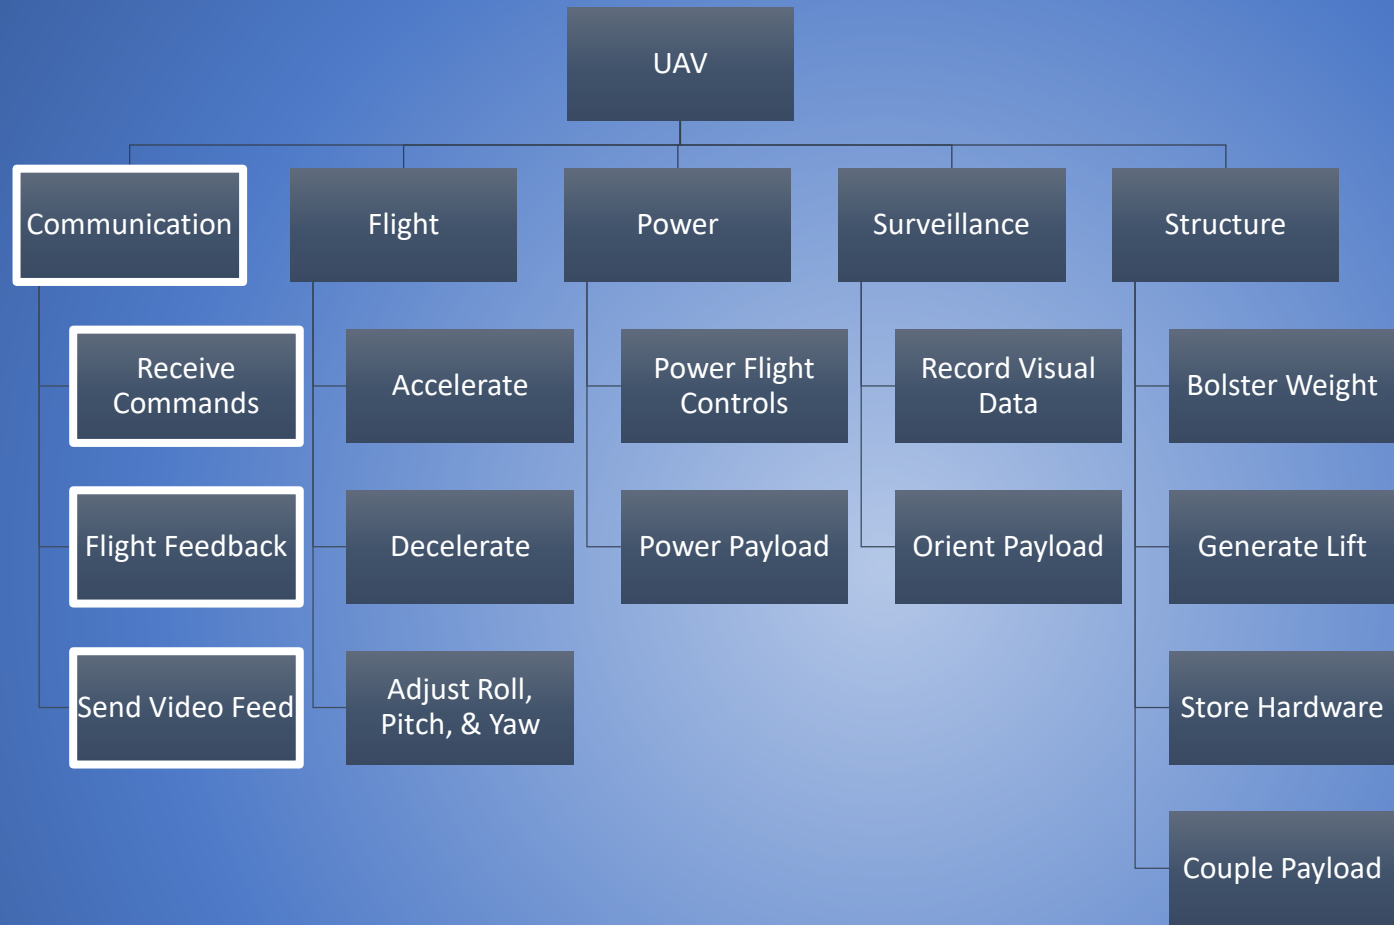 UAV
Communication
Flight
Power
Surveillance
Structure
Receive
Commands
Accelerate
Power Flight
Controls
Record Visual
Data
Bolster Weight
Flight Feedback
Decelerate
Power Payload
Orient Payload
Generate Lift
Send Video Feed
Adjust Roll,
Pitch, & Yaw
Store Hardware
Couple Payload